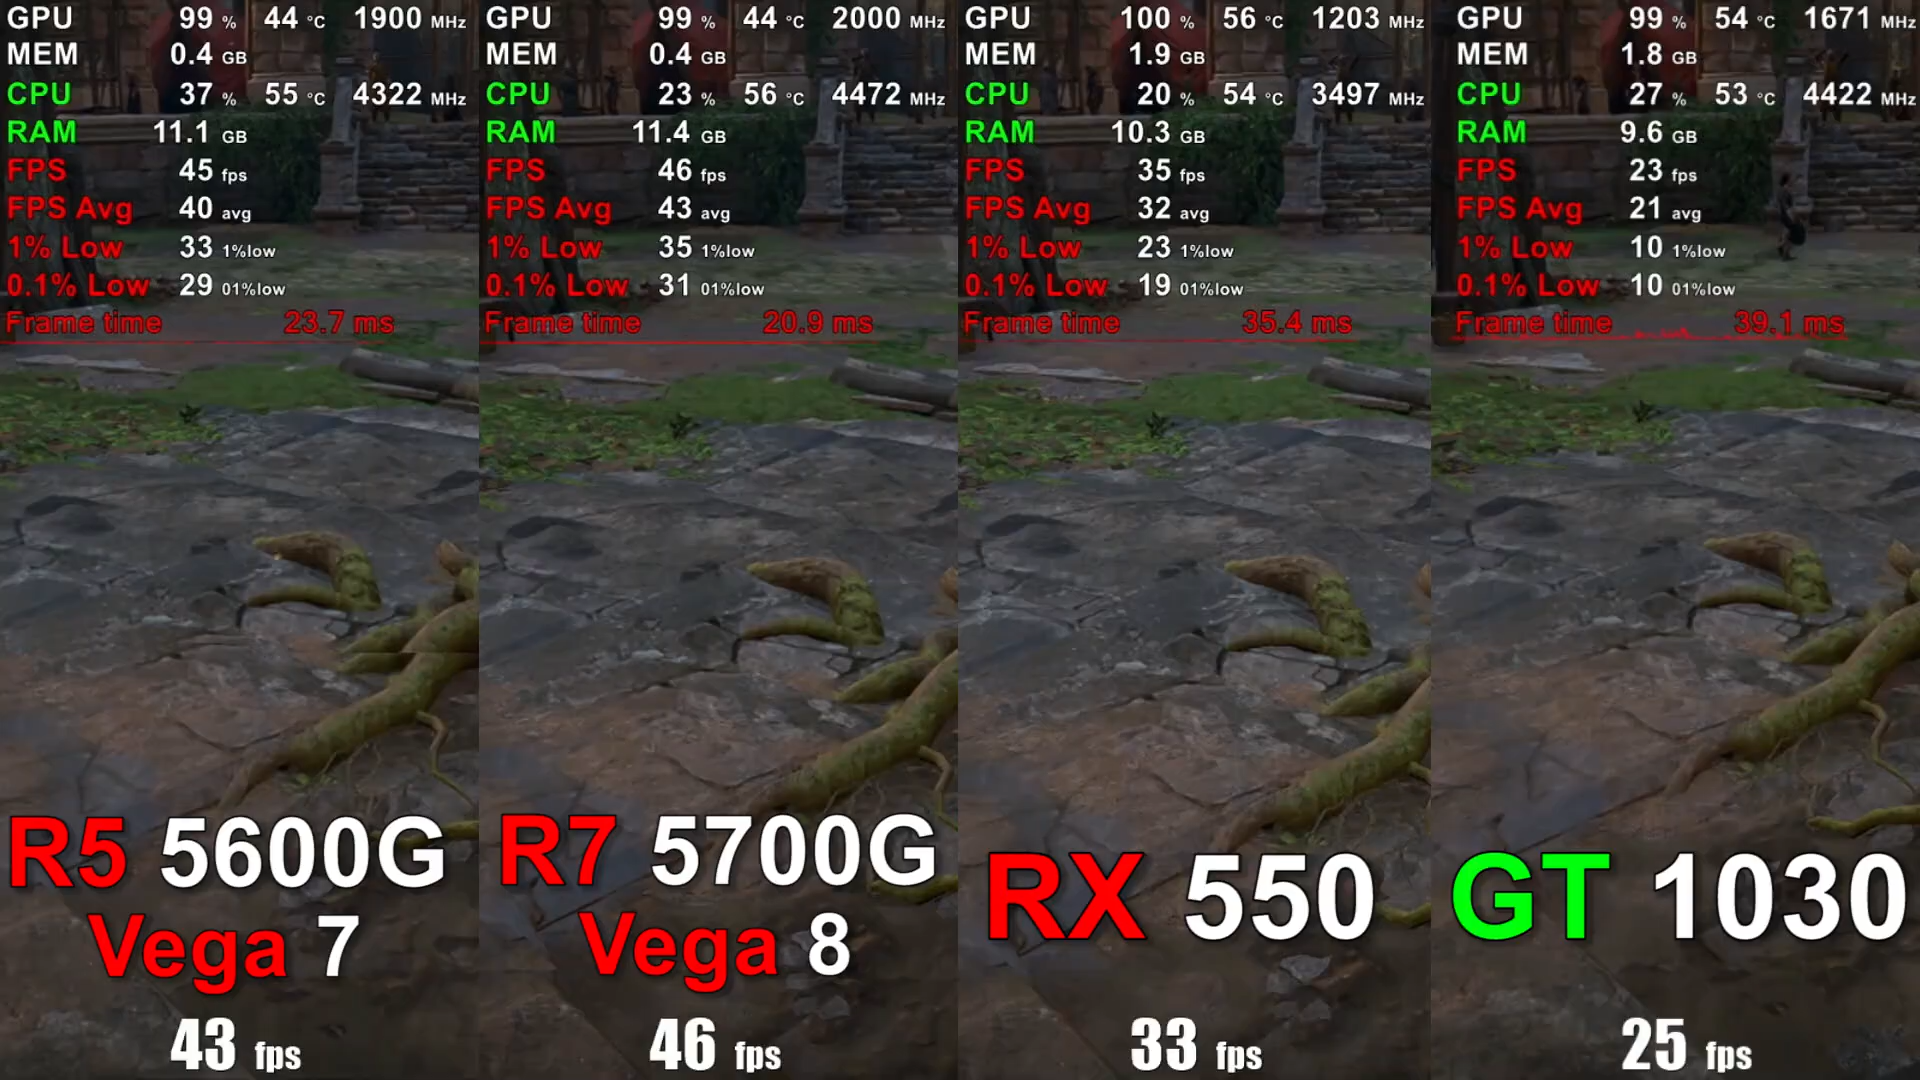 GPU 99 % 44 °C 1900 MHz
MEM 0.4 GB
CPU 37 % 55 °C 4322 MHz
RAM 11.1 GB
FPS 45 fps
FPS Avg 40 avg
1% Low 33 1%low
0.1% Low 29 01%low
Frame time 23.7 ms
R5 5600G
Vega 7
43 fps
GPU 99 % 44 °C 2000 MHz
MEM 0.4 GB
CPU 23 % 56 °C 4472 MHz
RAM 11.4 GB
FPS 46 fps
FPS Avg 43 avg
1% Low 35 1%low
0.1% Low 31 01%low
Frame time 20.9 ms
R7 5700G
Vega 8
46 fps
GPU 100 % 56 °C 1203 MHz
MEM 1.9 GB
CPU 20 % 54 °C 3497 MHz
RAM 10.3 GB
FPS 35 fps
FPS Avg 32 avg
1% Low 23 1%low
0.1% Low 19 01%low
Frame time 35.4 ms
RX 550
33 fps
GPU 99 % 54 °C 1671 MHz
MEM 1.8 GB
CPU 27 % 53 °C 4422 MHz
RAM 9.6 GB
FPS 23 fps
FPS Avg 21 avg
1% Low 10 1%low
0.1% Low 10 01%low
Frame time 39.1 ms
GT 1030
25 fps